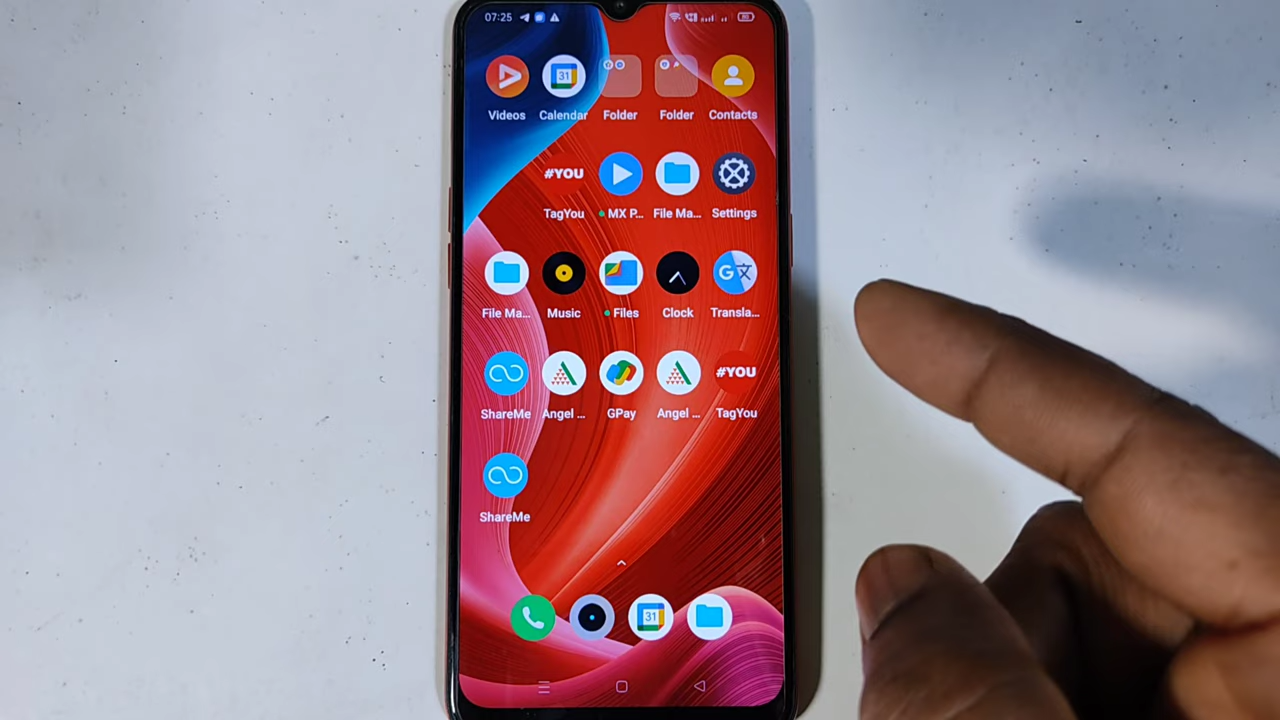 07:25
31
Videos Calendar Folder Folder Contacts
#YOU
TagYou MX P... File Ma... Settings
G
File Ma... Music Files Clock Transla...
#YOU
ShareMe Angel ... GPay Angel ... TagYou
ShareMe
31